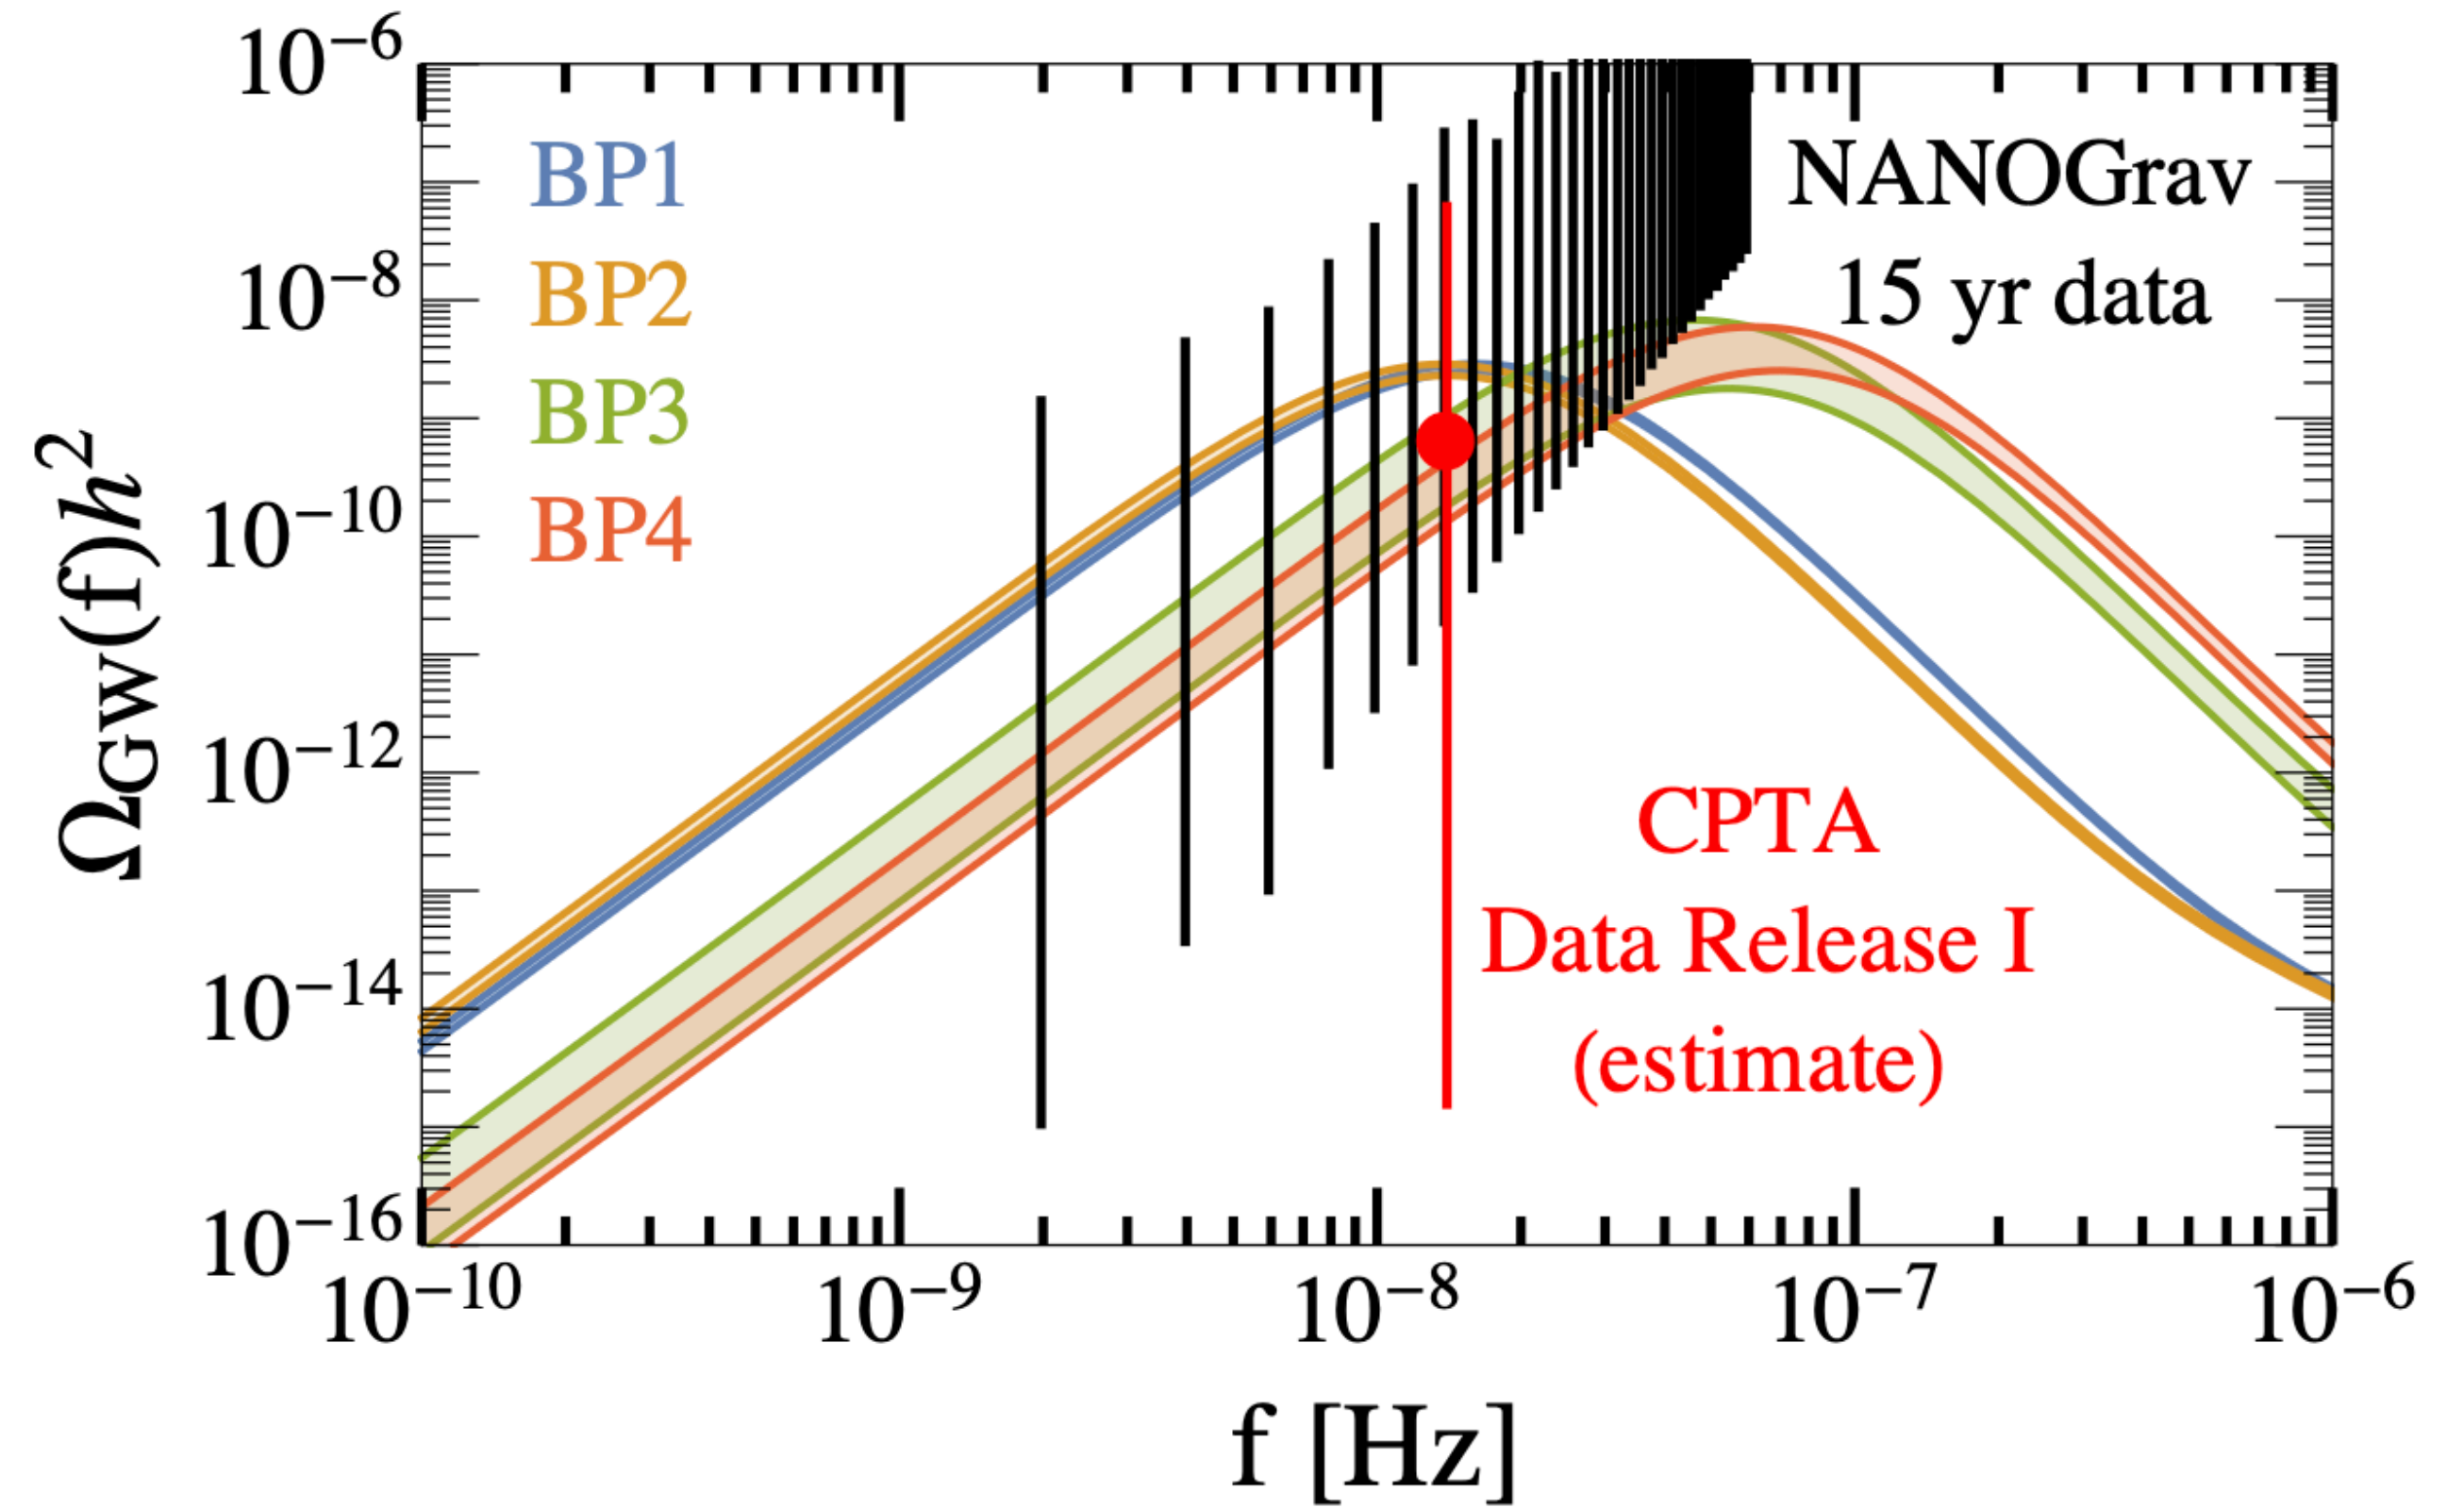 10⁻⁶
10⁻⁸
10⁻¹⁰
10⁻¹²
10⁻¹⁴
10⁻¹⁶
Ω_GW(f)h²
BP1
BP2
BP3
BP4
NANOGrav
15 yr data
CPTA
Data Release I
(estimate)
10⁻¹⁰ 10⁻⁹ 10⁻⁸ 10⁻⁷ 10⁻⁶
f [Hz]